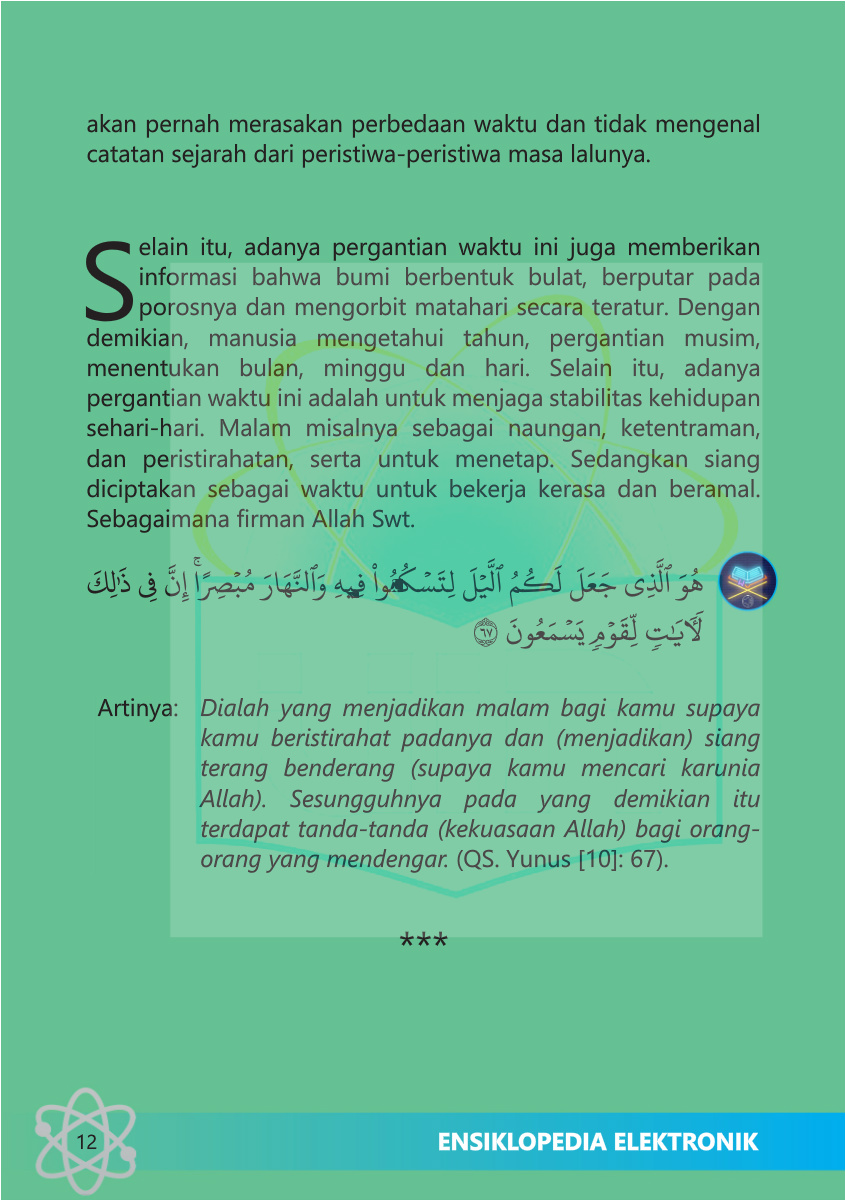 akan pernah merasakan perbedaan waktu dan tidak mengenal
catatan sejarah dari peristiwa-peristiwa masa lalunya.
Selain itu, adanya pergantian waktu ini juga memberikan
informasi bahwa bumi berbentuk bulat, berputar pada
porosnya dan mengorbit matahari secara teratur. Dengan
demikian, manusia mengetahui tahun, pergantian musim,
menentukan bulan, minggu dan hari. Selain itu, adanya
pergantian waktu ini adalah untuk menjaga stabilitas kehidupan
sehari-hari. Malam misalnya sebagai naungan, ketentraman,
dan peristirahatan, serta untuk menetap. Sedangkan siang
diciptakan sebagai waktu untuk bekerja kerasa dan beramal.
Sebagaimana firman Allah Swt.
هُوَ ٱلَّذِى جَعَلَ لَكُمُ ٱلَّيْلَ لِتَسْكُنُوا۟ فِيهِ وَٱلنَّهَارَ مُبْصِرًا ۚ إِنَّ فِى ذَٰلِكَ
لَـَٔايَـٰتٍ لِّقَوْمٍ يَسْمَعُونَ ٦٧
Artinya: Dialah yang menjadikan malam bagi kamu supaya
kamu beristirahat padanya dan (menjadikan) siang
terang benderang (supaya kamu mencari karunia
Allah). Sesungguhnya pada yang demikian itu
terdapat tanda-tanda (kekuasaan Allah) bagi orang-
orang yang mendengar. (QS. Yunus [10]: 67).
***
12
ENSIKLOPEDIA ELEKTRONIK